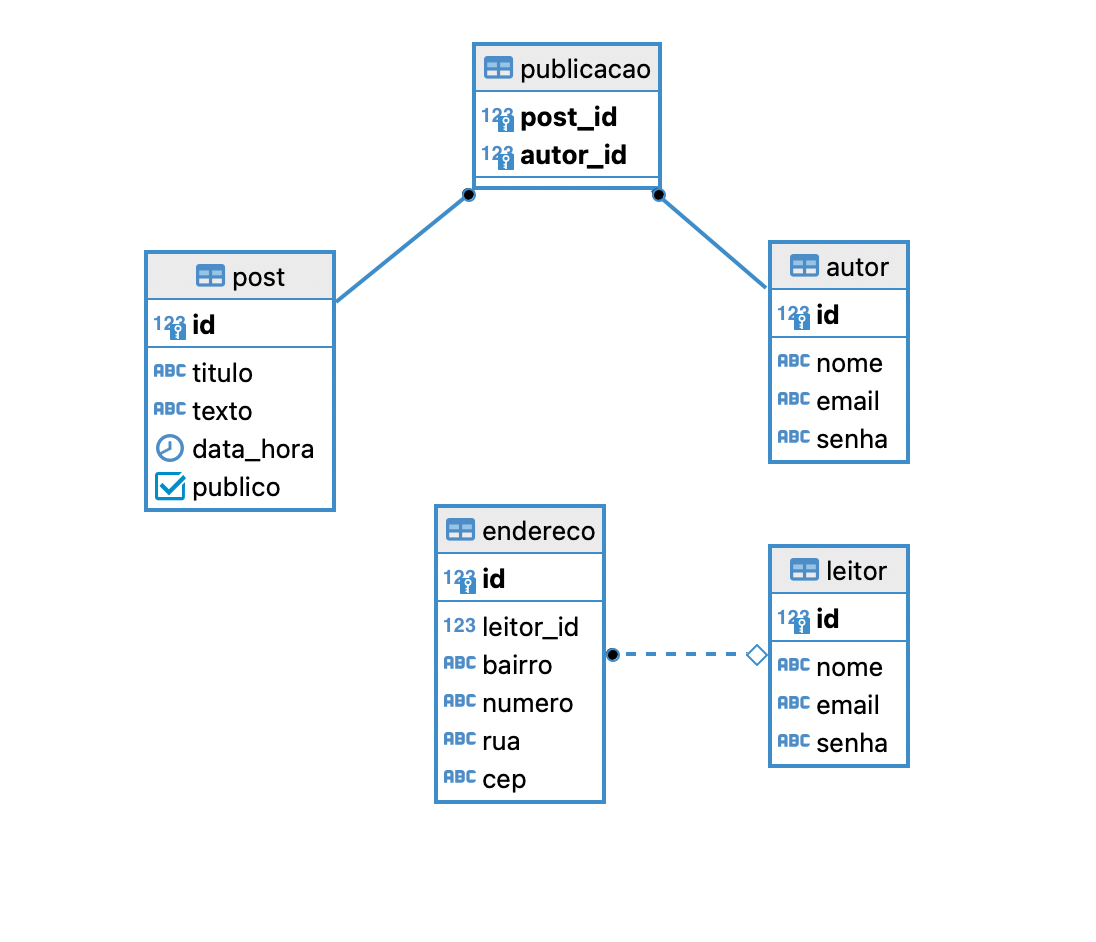 publicacao
123 post_id
123 autor_id
post
123 id
ABC titulo
ABC texto
data_hora
publico
autor
123 id
ABC nome
ABC email
ABC senha
endereco
123 id
123 leitor_id
ABC bairro
ABC numero
ABC rua
ABC cep
leitor
123 id
ABC nome
ABC email
ABC senha